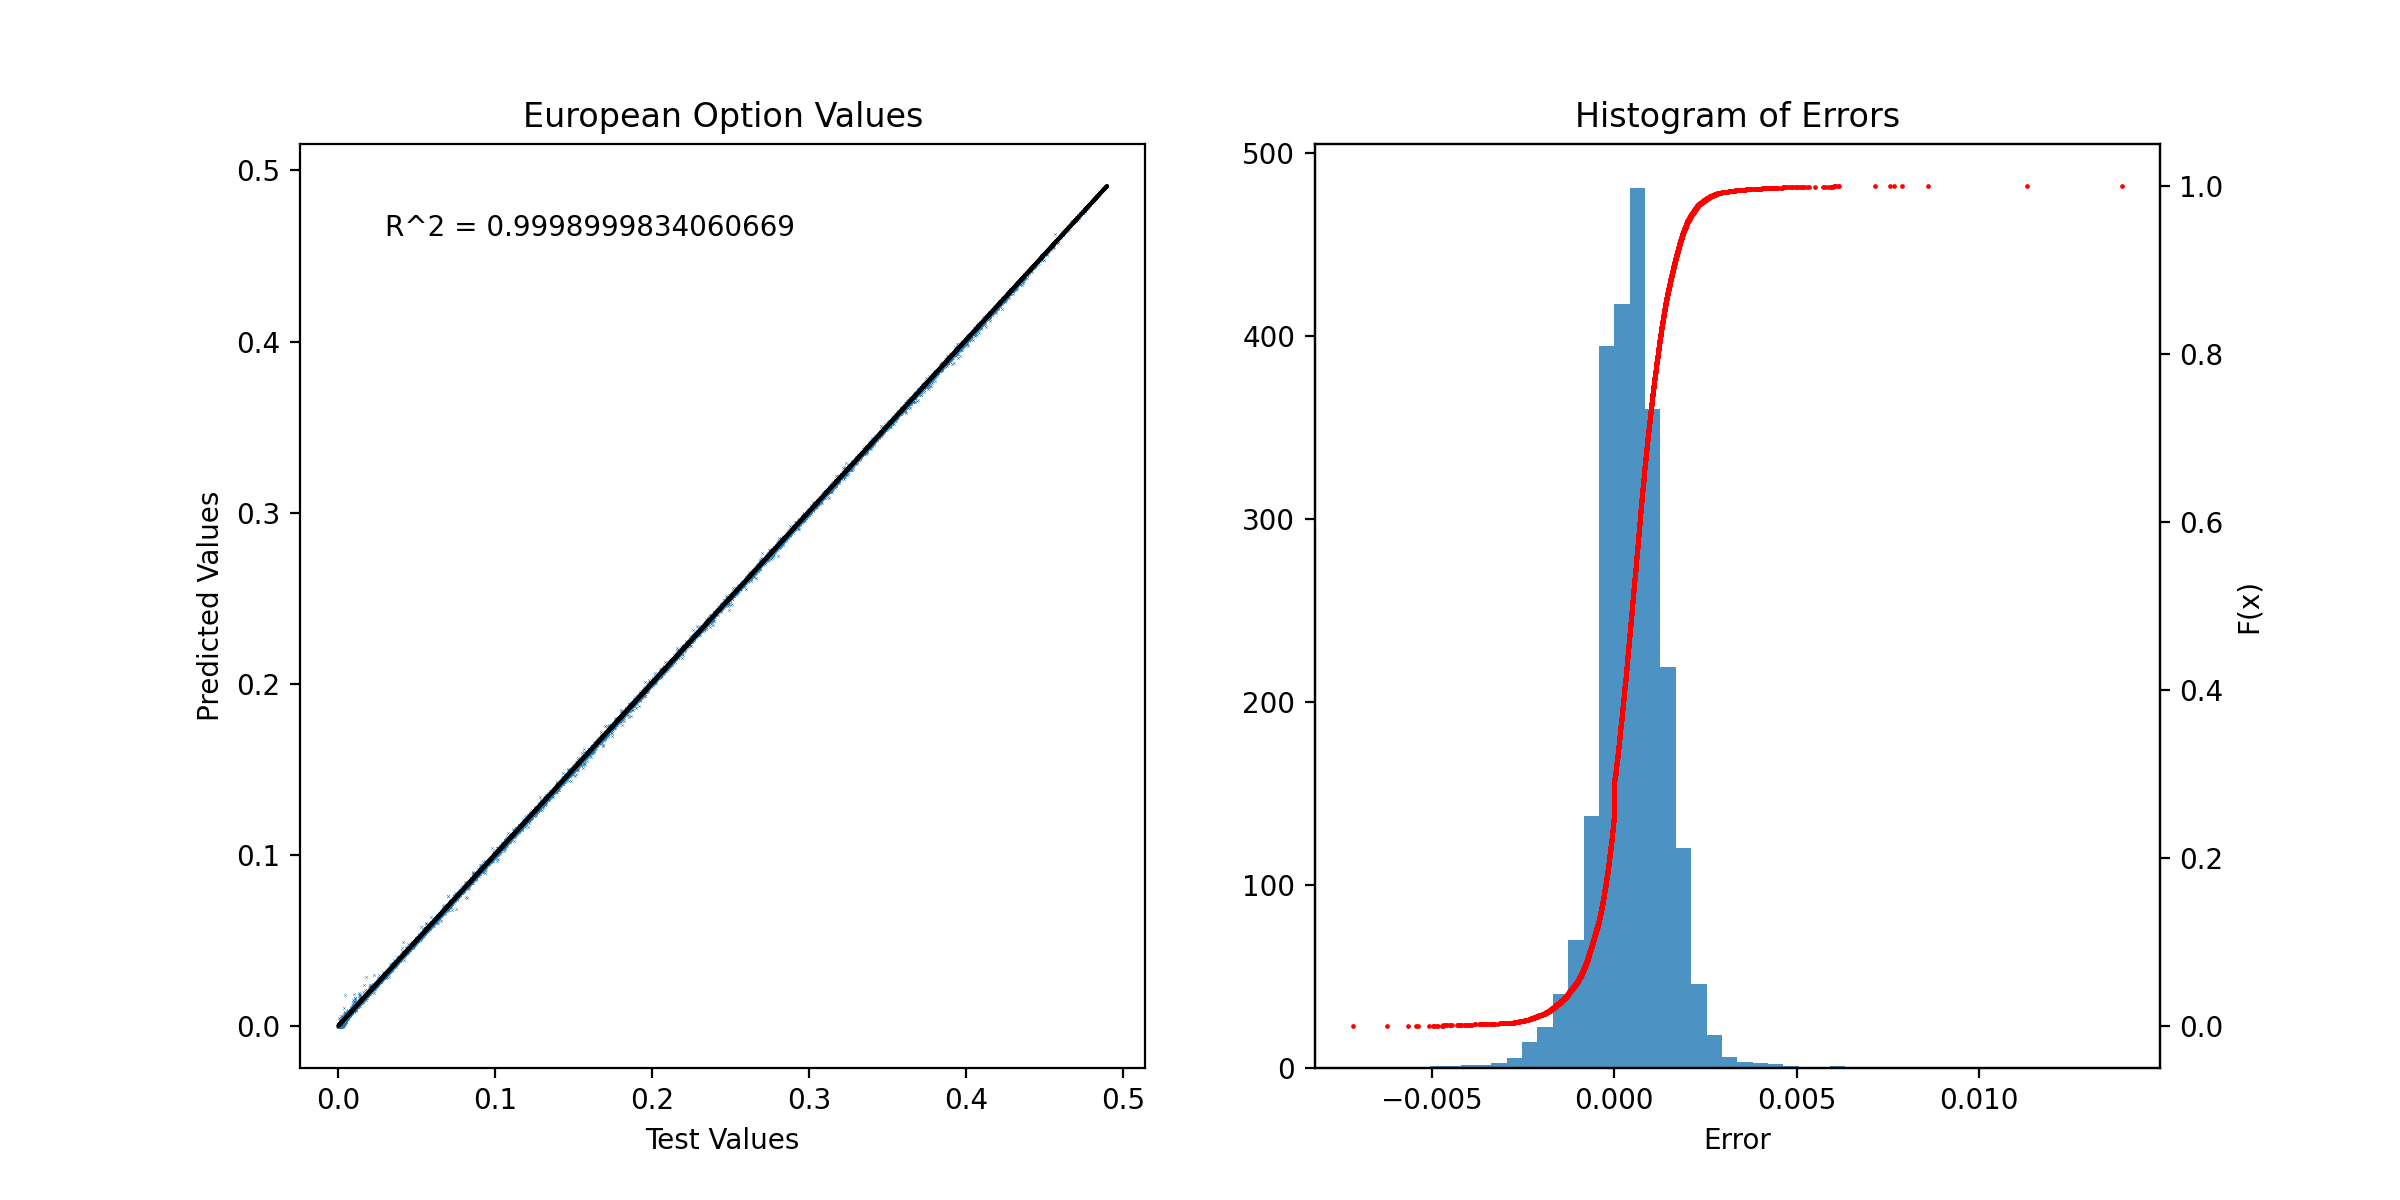 European Option Values
R^2 = 0.9998999834060669
0.5
0.4
0.3
0.2
0.1
0.0
Predicted Values
0.0 0.1 0.2 0.3 0.4 0.5
Test Values
Histogram of Errors
500
400
300
200
100
0
1.0
0.8
0.6
0.4
0.2
0.0
F(x)
−0.005 0.000 0.005 0.010
Error